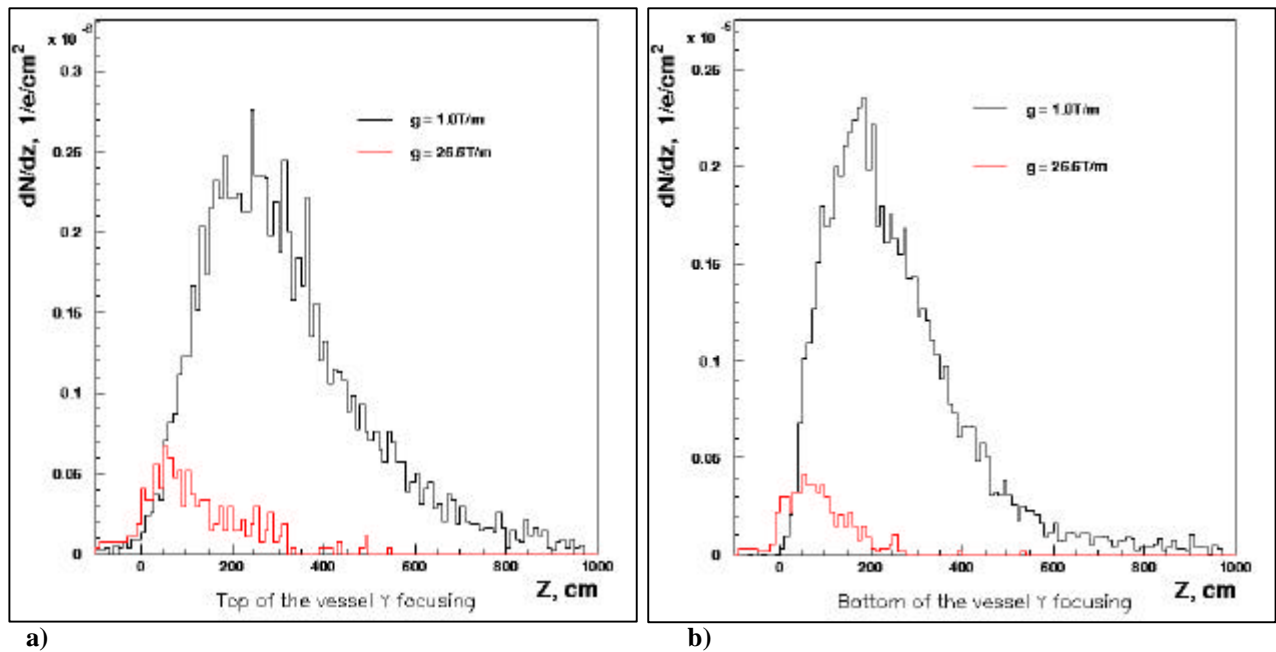 x 10
dN/dz, 1/e/cm²
0.3
0.25
0.2
0.15
0.1
0.05
0
g = 1.0T/m
g = 26.6T/m
0 200 400 600 800 1000
Z, cm
Top of the vessel Y focusing
a)
x 10
dN/dz, 1/e/cm²
0.25
0.2
0.15
0.1
0.05
0
g = 1.0T/m
g = 26.6T/m
0 200 400 600 800 1000
Z, cm
Bottom of the vessel Y focusing
b)